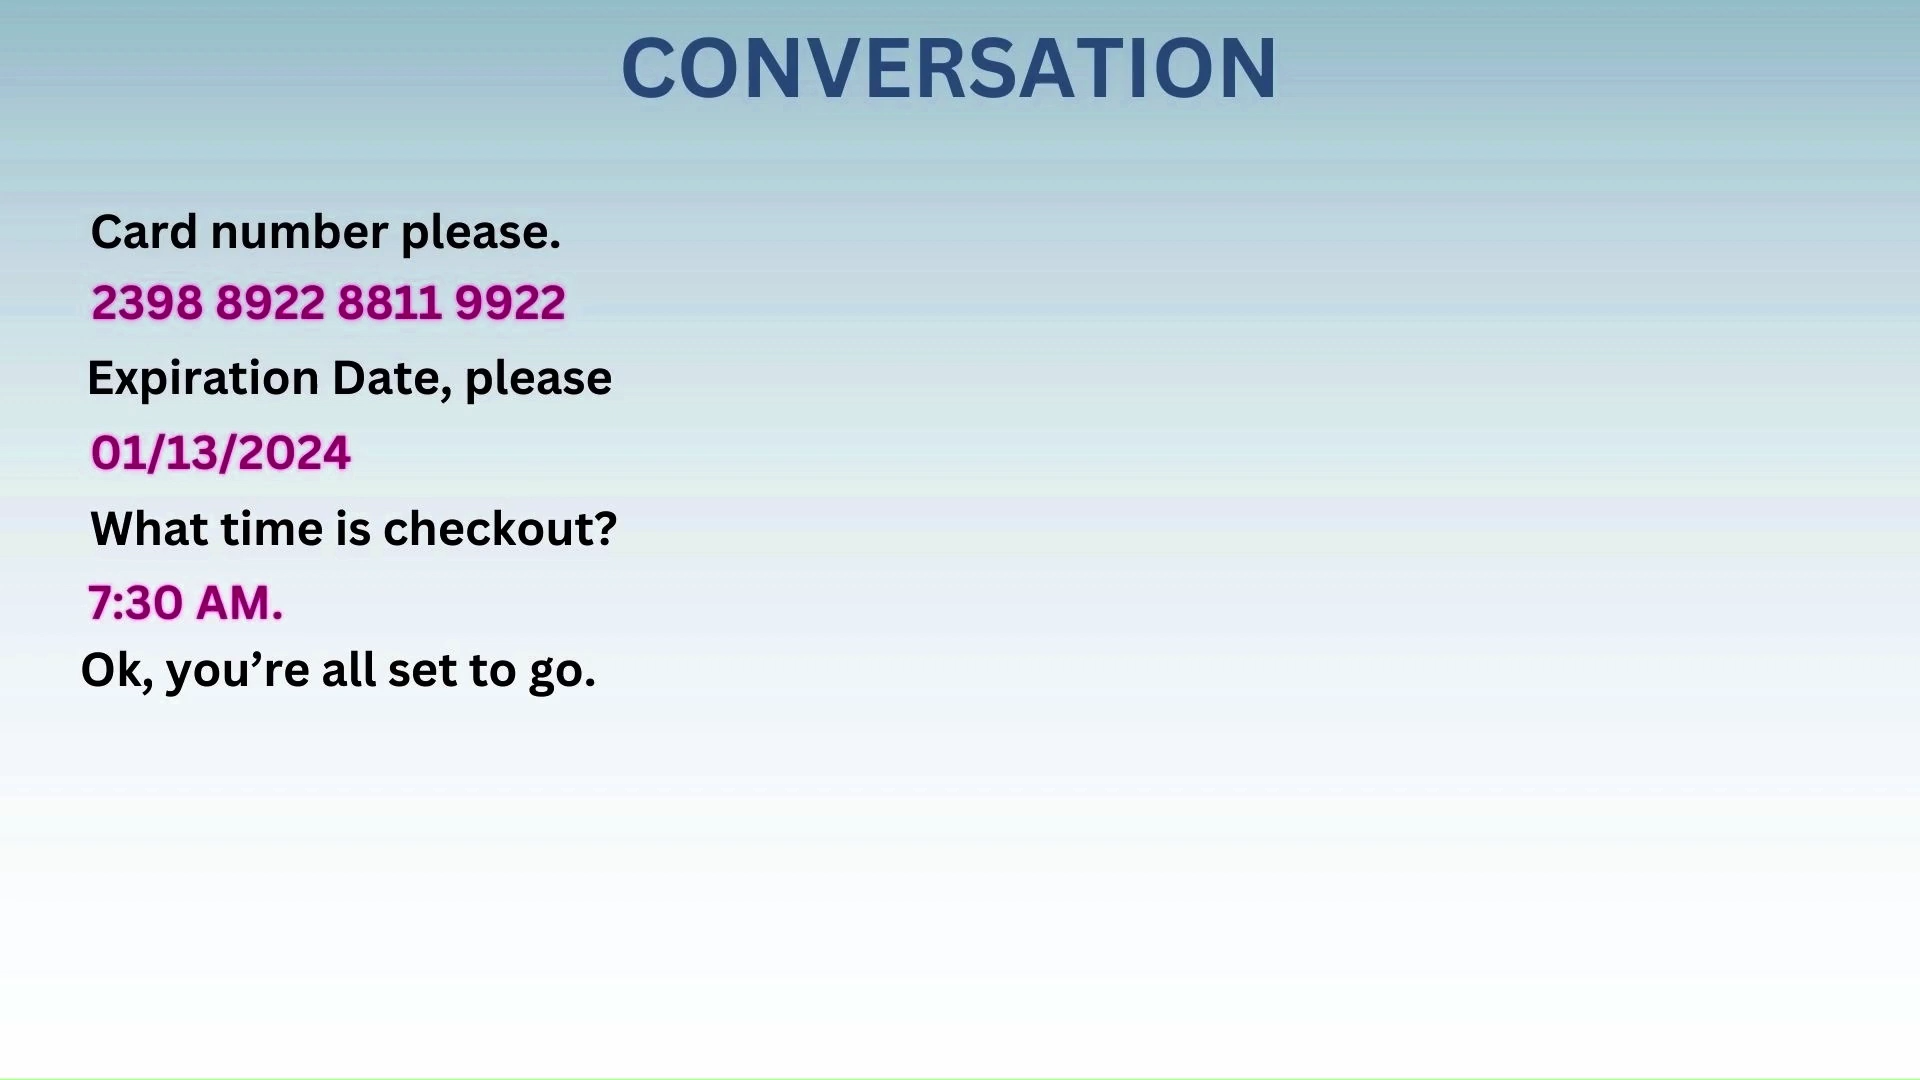 CONVERSATION
Card number please.
2398 8922 8811 9922
Expiration Date, please
01/13/2024
What time is checkout?
7:30 AM.
Ok, you’re all set to go.